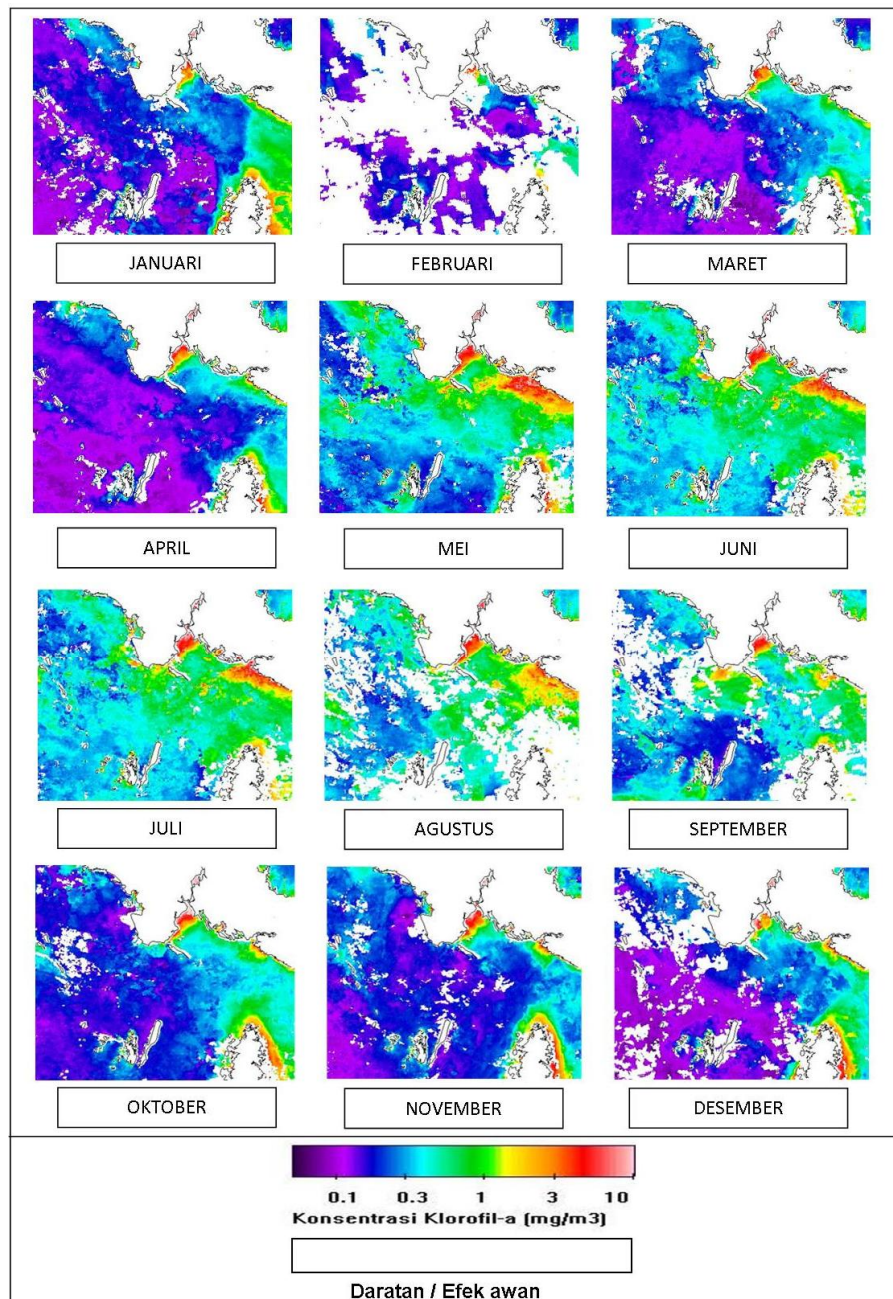 JANUARI
FEBRUARI
MARET
APRIL
MEI
JUNI
JULI
AGUSTUS
SEPTEMBER
OKTOBER
NOVEMBER
DESEMBER
0.1 0.3 1 3 10
Konsentrasi Klorofil-a (mg/m3)
Daratan / Efek awan